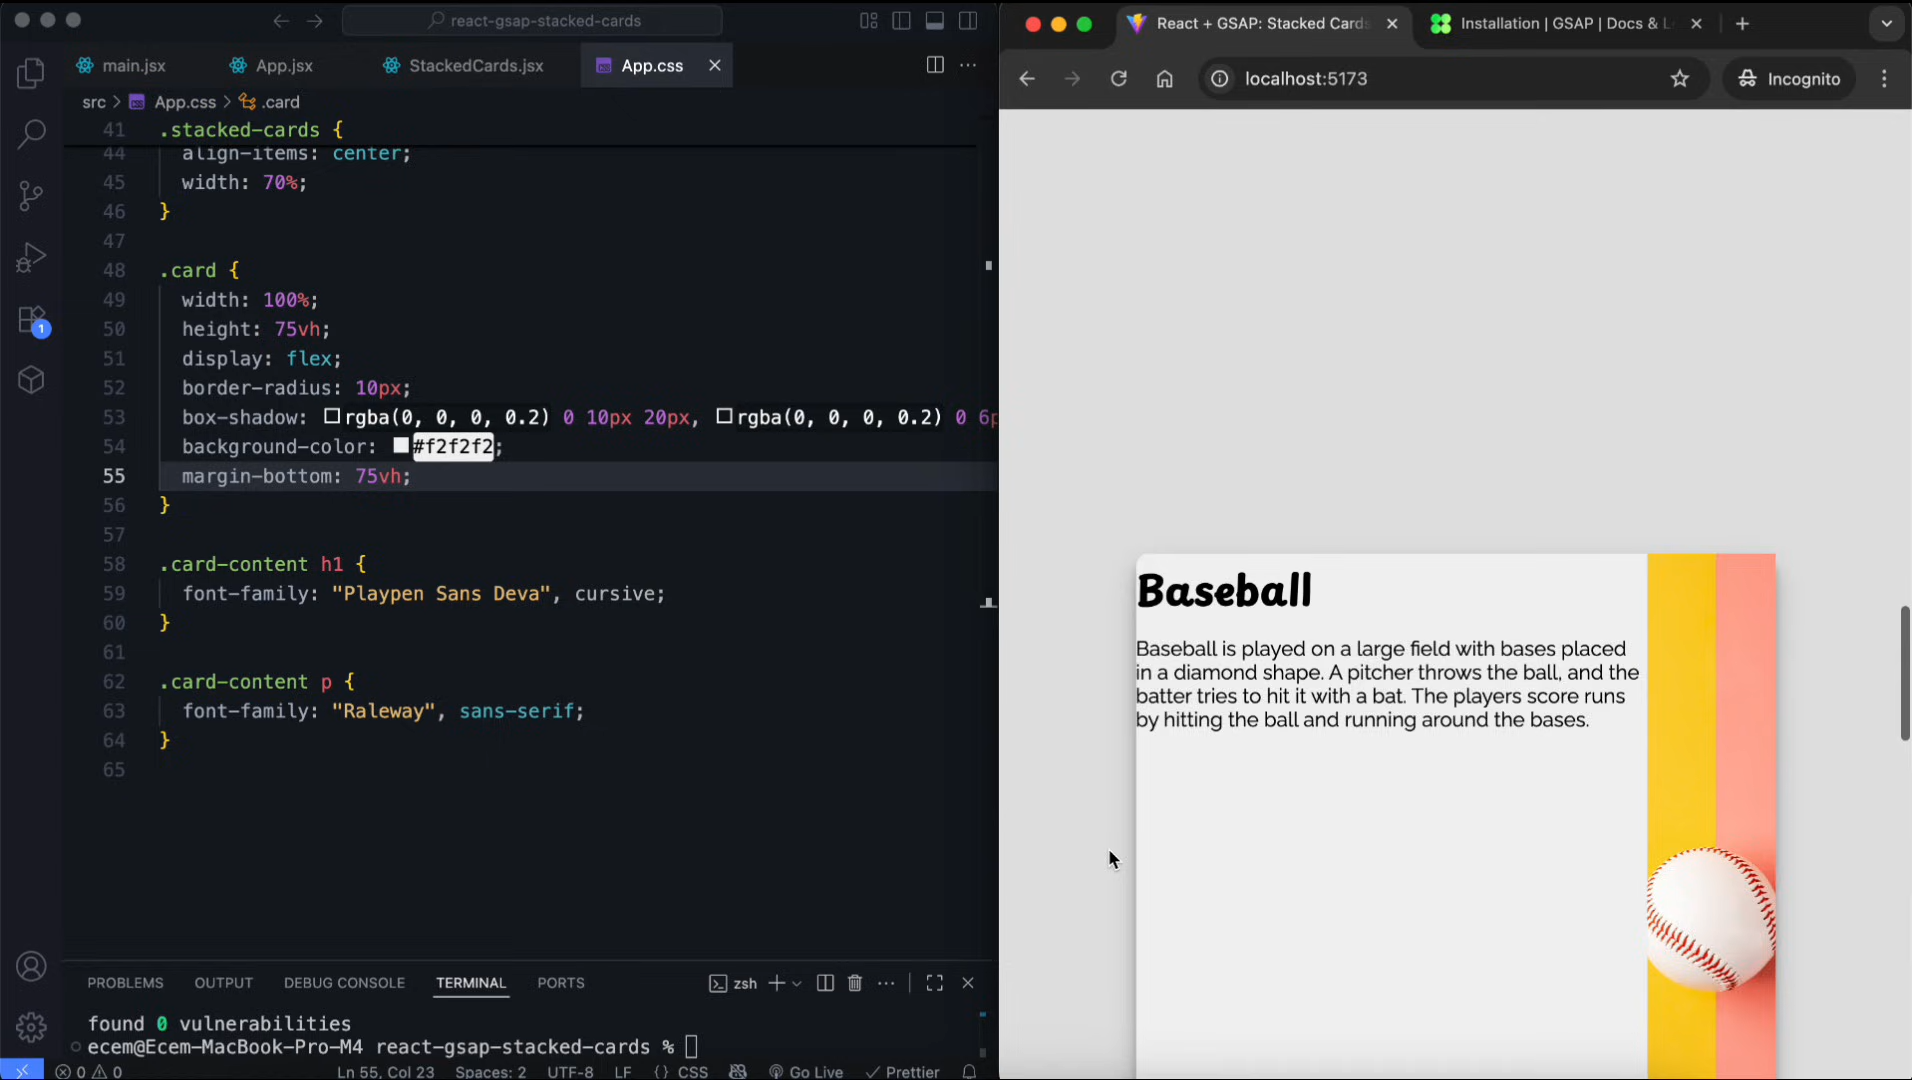 react-gsap-stacked-cards
main.jsx
App.jsx
StackedCards.jsx
App.css
src > App.css > .card
41 .stacked-cards {
44 align-items: center;
45 width: 70%;
46 }
47
48 .card {
49 width: 100%;
50 height: 75vh;
51 display: flex;
52 border-radius: 10px;
53 box-shadow: rgba(0, 0, 0, 0.2) 0 10px 20px, rgba(0, 0, 0, 0.2) 0 6p
54 background-color: #f2f2f2;
55 margin-bottom: 75vh;
56 }
57
58 .card-content h1 {
59 font-family: "Playpen Sans Deva", cursive;
60 }
61
62 .card-content p {
63 font-family: "Raleway", sans-serif;
64 }
65
1
PROBLEMS OUTPUT DEBUG CONSOLE TERMINAL PORTS zsh
found 0 vulnerabilities
ecem@Ecem-MacBook-Pro-M4 react-gsap-stacked-cards %
0 0 Ln 55, Col 23 Spaces: 2 UTF-8 LF {} CSS Go Live Prettier
React + GSAP: Stacked Cards
Installation | GSAP | Docs & L
localhost:5173
Incognito
Baseball
Baseball is played on a large field with bases placed
in a diamond shape. A pitcher throws the ball, and the
batter tries to hit it with a bat. The players score runs
by hitting the ball and running around the bases.